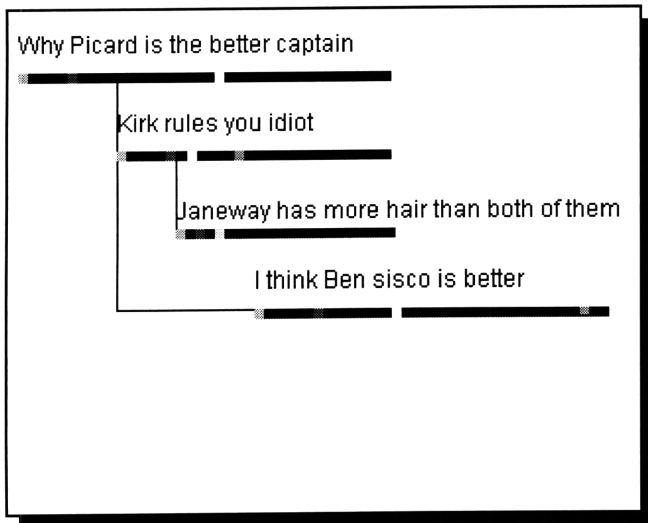 Why Picard is the better captain
Kirk rules you idiot
Janeway has more hair than both of them
I think Ben sisco is better